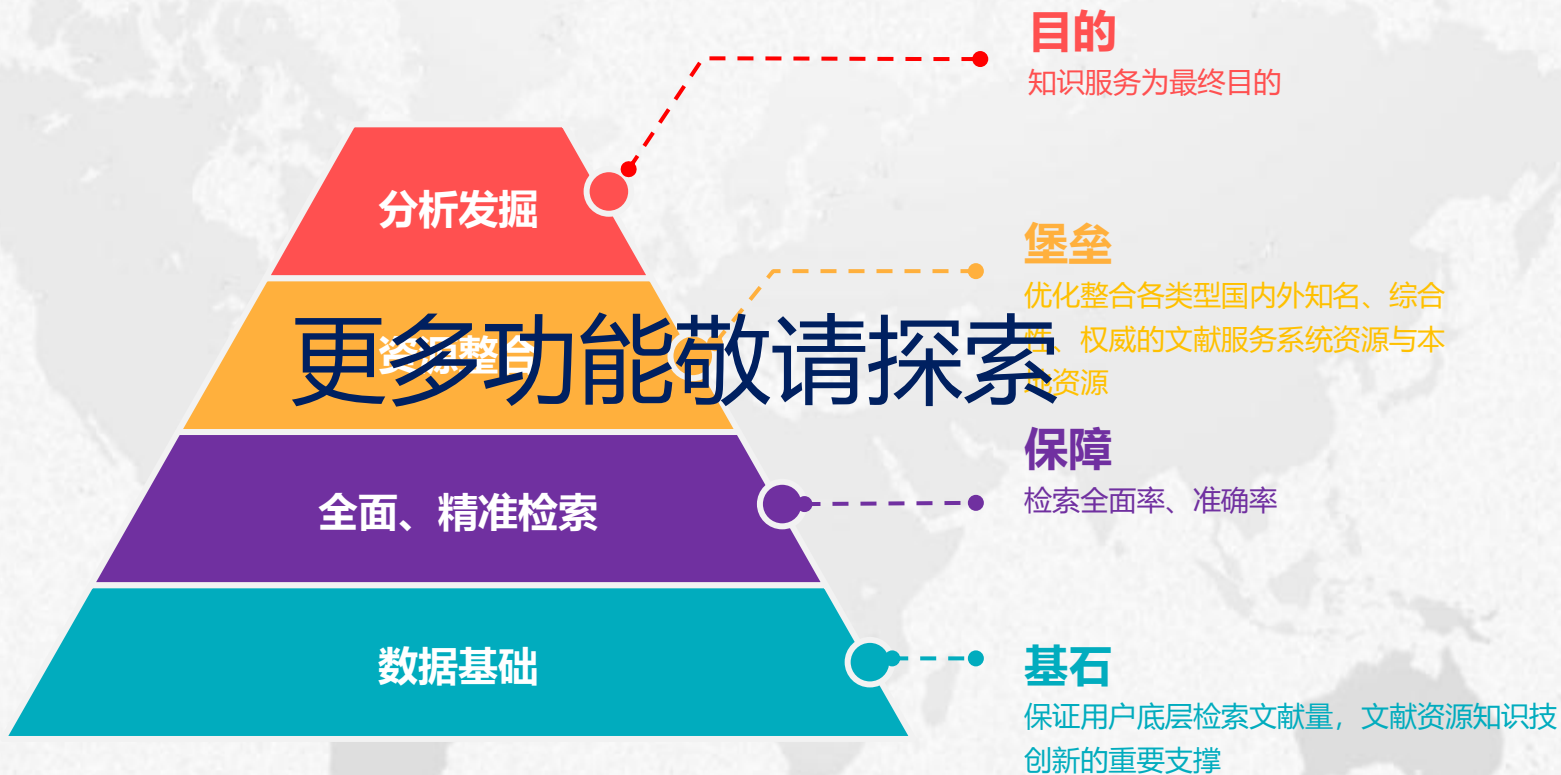 目的
知识服务为最终目的
分析发掘
堡垒
优化整合各类型国内外知名、综合
性、权威的文献服务系统资源与本
资源
资源整合
更多功能敬请探索
保障
检索全面率、准确率
全面、精准检索
数据基础
基石
保证用户底层检索文献量，文献资源知识技
创新的重要支撑